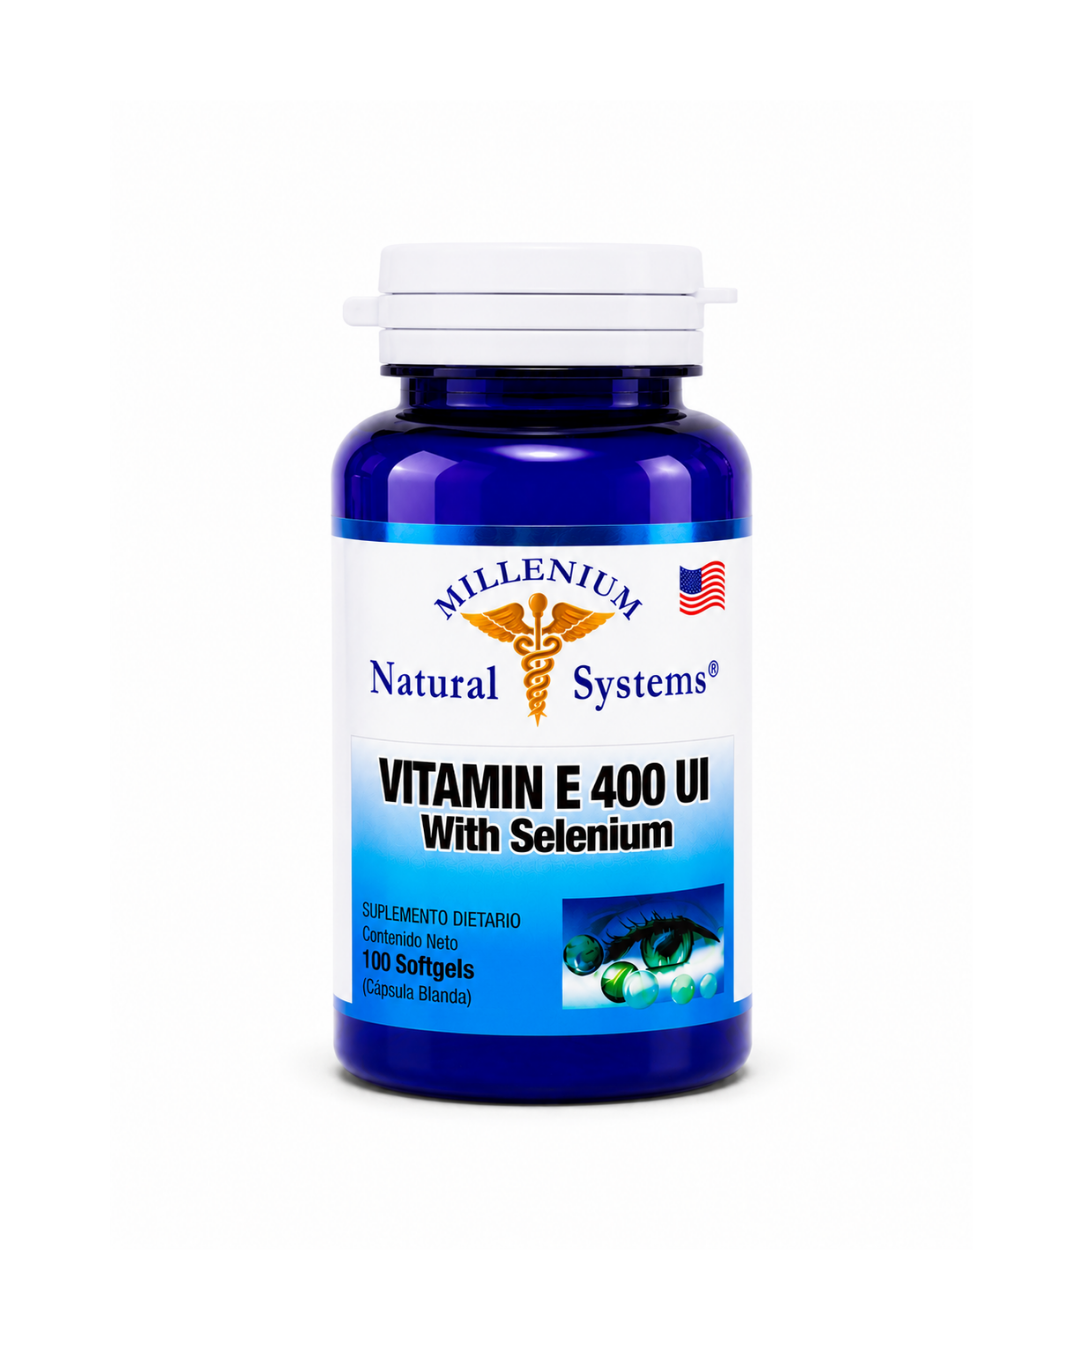 MILLENIUM
Natural Systems®
VITAMIN E 400 UI
With Selenium
SUPLEMENTO DIETARIO
Contenido Neto
100 Softgels
(Cápsula Blanda)